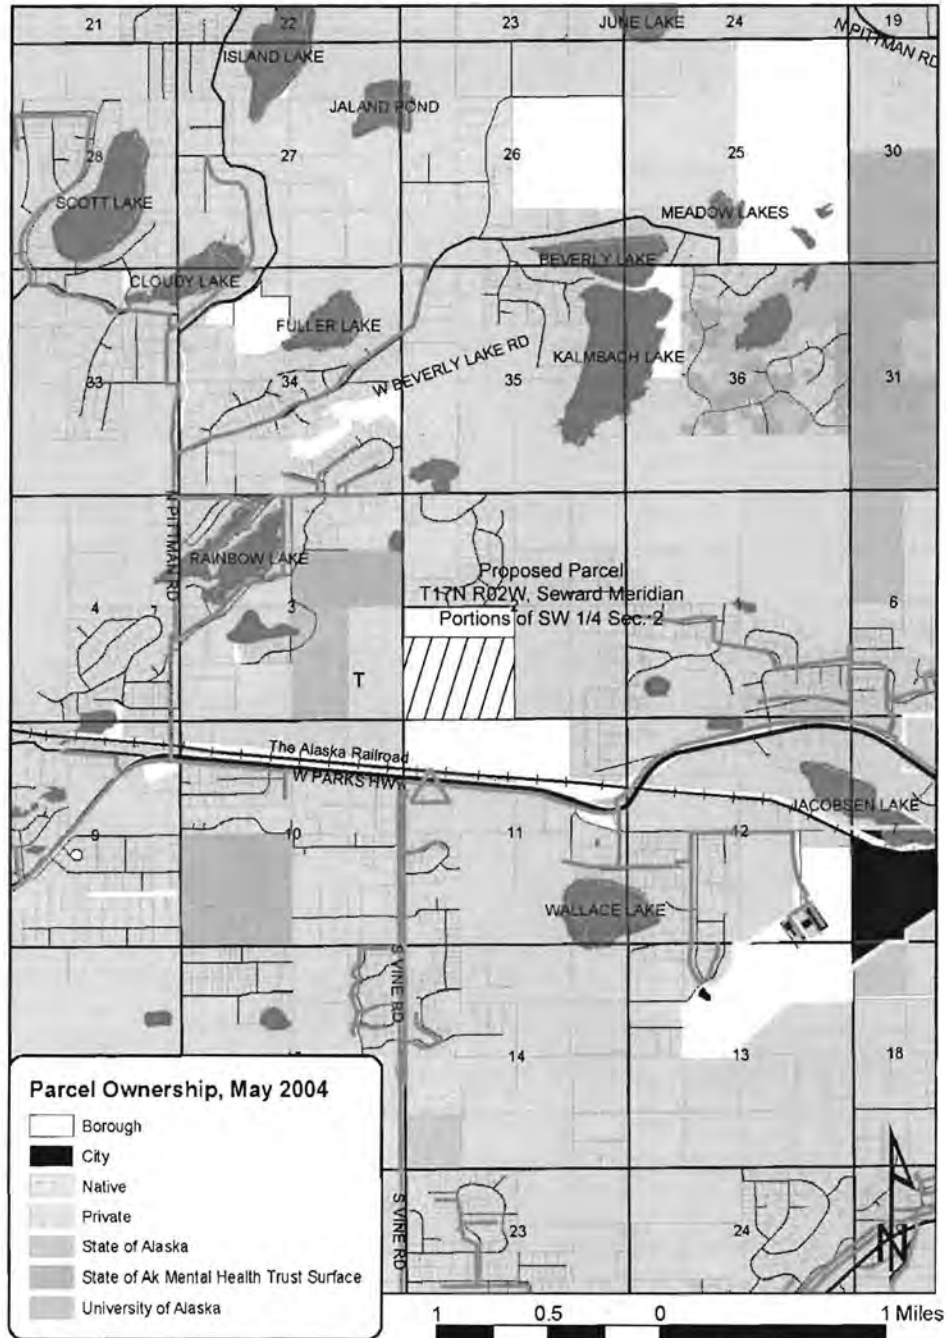 21 22 23 JUNE LAKE 24 19
N PITTMAN RD
ISLAND LAKE
JALAND POND
28 27 26 25 30
SCOTT LAKE
MEADOW LAKES
BEVERLY LAKE
CLOUDY LAKE
FULLER LAKE
KALMBACH LAKE
W BEVERLY LAKE RD
33 34 35 36 31
N PITTMAN RD
RAINBOW LAKE
Proposed Parcel
T17N R02W, Seward Meridian
4 3 6
Portions of SW 1/4 Sec. 2
T
The Alaska Railroad
W PARKS HWY
JACOBSEN LAKE
9 10 11 12 7
WALLACE LAKE
S VINE RD
14 13 18
Parcel Ownership, May 2004
Borough
City
Native
Private
State of Alaska
State of Ak Mental Health Trust Surface
University of Alaska
S VINE RD
23 24
N
1 0.5 0 1 Miles